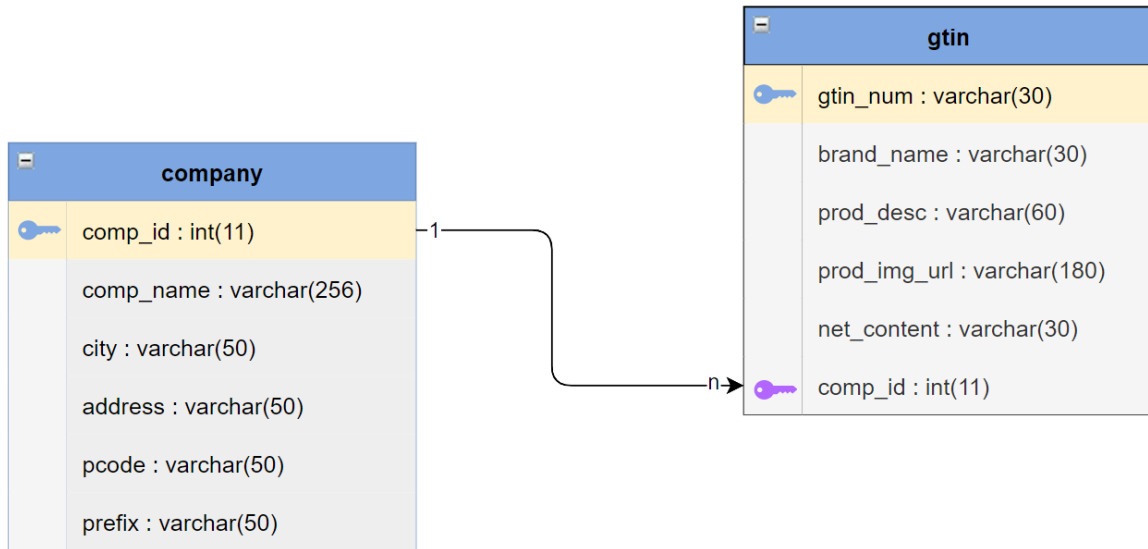 company
comp_id : int(11)
comp_name : varchar(256)
city : varchar(50)
address : varchar(50)
pcode : varchar(50)
prefix : varchar(50)
1
n
gtin
gtin_num : varchar(30)
brand_name : varchar(30)
prod_desc : varchar(60)
prod_img_url : varchar(180)
net_content : varchar(30)
comp_id : int(11)